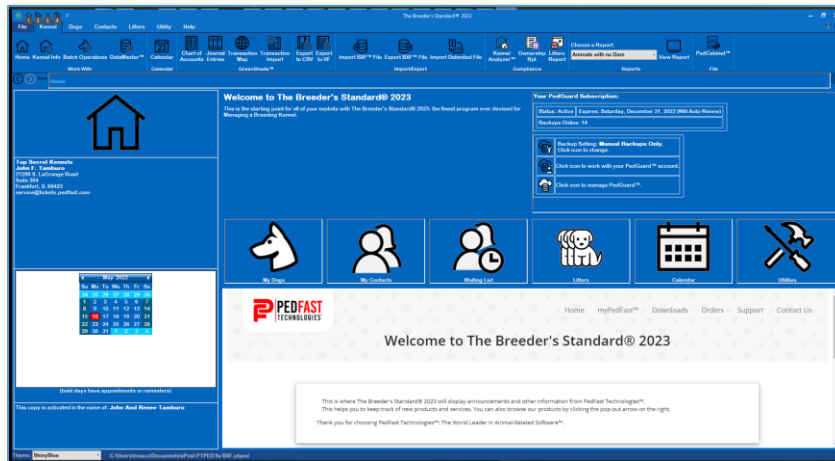 The Breeder's Standard® 2023
File Kennel Dogs Contacts Litters Utility Help
Home Kennel Info Batch Operations DataMaster™ Calendar Chart of Accounts Journal Entries Transaction Map Transaction Import Export to CSV Export to IIF Import BXF™ File Export BXF™ File Import Delimited File Kennel Analyzer™ Ownership Rpt Litters Report Choose a Report: Animals with no Dam View Report PedCabinet™
Work With Calendar GreenShade™ Import/Export Compliance Reports File
Home
Top Secret Kennels
John F. Tamburo
21200 S. LaGrange Road
Suite 304
Frankfort, IL 60423
service@tickets.pedfast.com
May 2022
Su Mo Tu We Th Fr Sa
24 25 26 27 28 29 30
1 2 3 4 5 6 7
8 9 10 11 12 13 14
15 16 17 18 19 20 21
22 23 24 25 26 27 28
29 30 31 1 2 3 4
(bold days have appointments or reminders)
This copy is activated in the name of: John And Renee Tamburo
Welcome to The Breeder's Standard® 2023
This is the starting point for all of your exploits with The Breeder's Standard® 2023. the finest program ever devised for
Managing a Breeding Kennel.
Your PedGuard Subscription:
Status: Active Expires: Saturday, December 31, 2022 (Will Auto-Renew)
Backups Online: 14
Backup Setting: Manual Backups Only.
Click icon to change.
Click icon to work with your PedGuard™ account.
Click icon to manage PedGuard™.
My Dogs My Contacts Waiting List Litters Calendar Utilities
PEDFAST
TECHNOLOGIES
Home myPedFast™ Downloads Orders Support Contact Us
Welcome to The Breeder's Standard® 2023
This is where The Breeder's Standard® 2023 will display announcements and other information from PedFast Technologies™.
This helps you to keep track of new products and services. You can also browse our products by clicking the pop-out arrow on the right.
Thank you for choosing PedFast Technologies™: The World Leader in Animal-Related Software™.
Theme: ShinyBlue